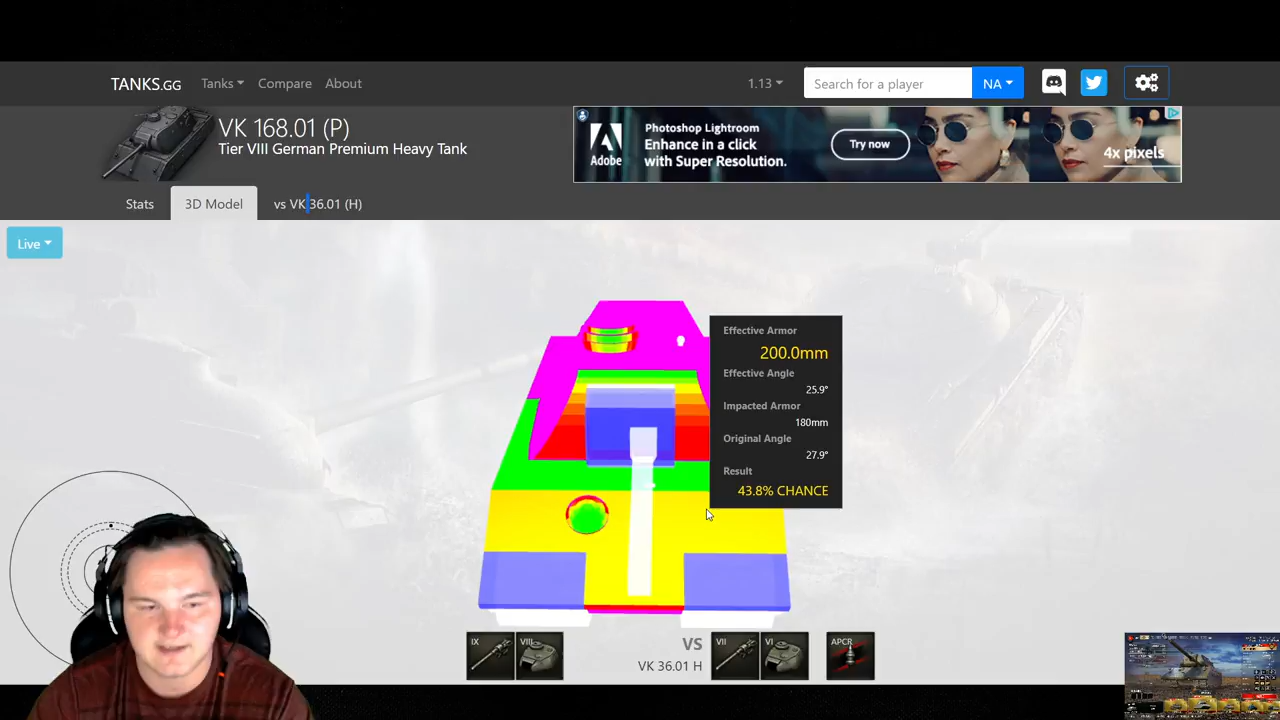 TANKS.GG
Tanks
Compare
About
1.13
Search for a player
NA
VK 168.01 (P)
Tier VIII German Premium Heavy Tank
Adobe
Photoshop Lightroom
Enhance in a click
with Super Resolution.
Try now
4x pixels
Stats
3D Model
vs VK 36.01 (H)
Live
Effective Armor
200.0mm
Effective Angle
25.9°
Impacted Armor
180mm
Original Angle
27.9°
Result
43.8% CHANCE
IX
VIII
VS
VK 36.01 H
VII
VI
APCR